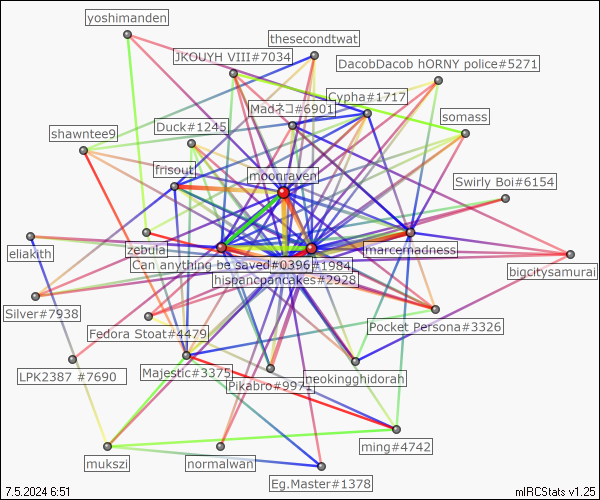 yoshimanden
thesecondtwat
JKOUYH VIII#7034
DacobDacob hORNY police#5271
Cypha#1717
Madネコ#6901
somass
Duck#1245
shawntee9
frisout
moonraven
Swirly Boi#6154
eliakith
zebula
marcemadness
Can anything be saved#0396
#1984
bigcitysamurai
hispancpancakes#2928
Silver#7938
Pocket Persona#3326
Fedora Stoat#4479
LPK2387 #7690
Majestic#3375
Pikabro#9971
neokingghidorah
ming#4742
mukszi
normalwan
Eg.Master#1378
7.5.2024 6:51
mIRCStats v1.25